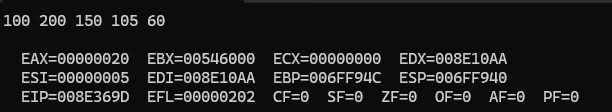 100 200 150 105 60
EAX=00000020 EBX=00546000 ECX=00000000 EDX=008E10AA
ESI=00000005 EDI=008E10AA EBP=006FF94C ESP=006FF940
EIP=008E369D EFL=00000202 CF=0 SF=0 ZF=0 OF=0 AF=0 PF=0